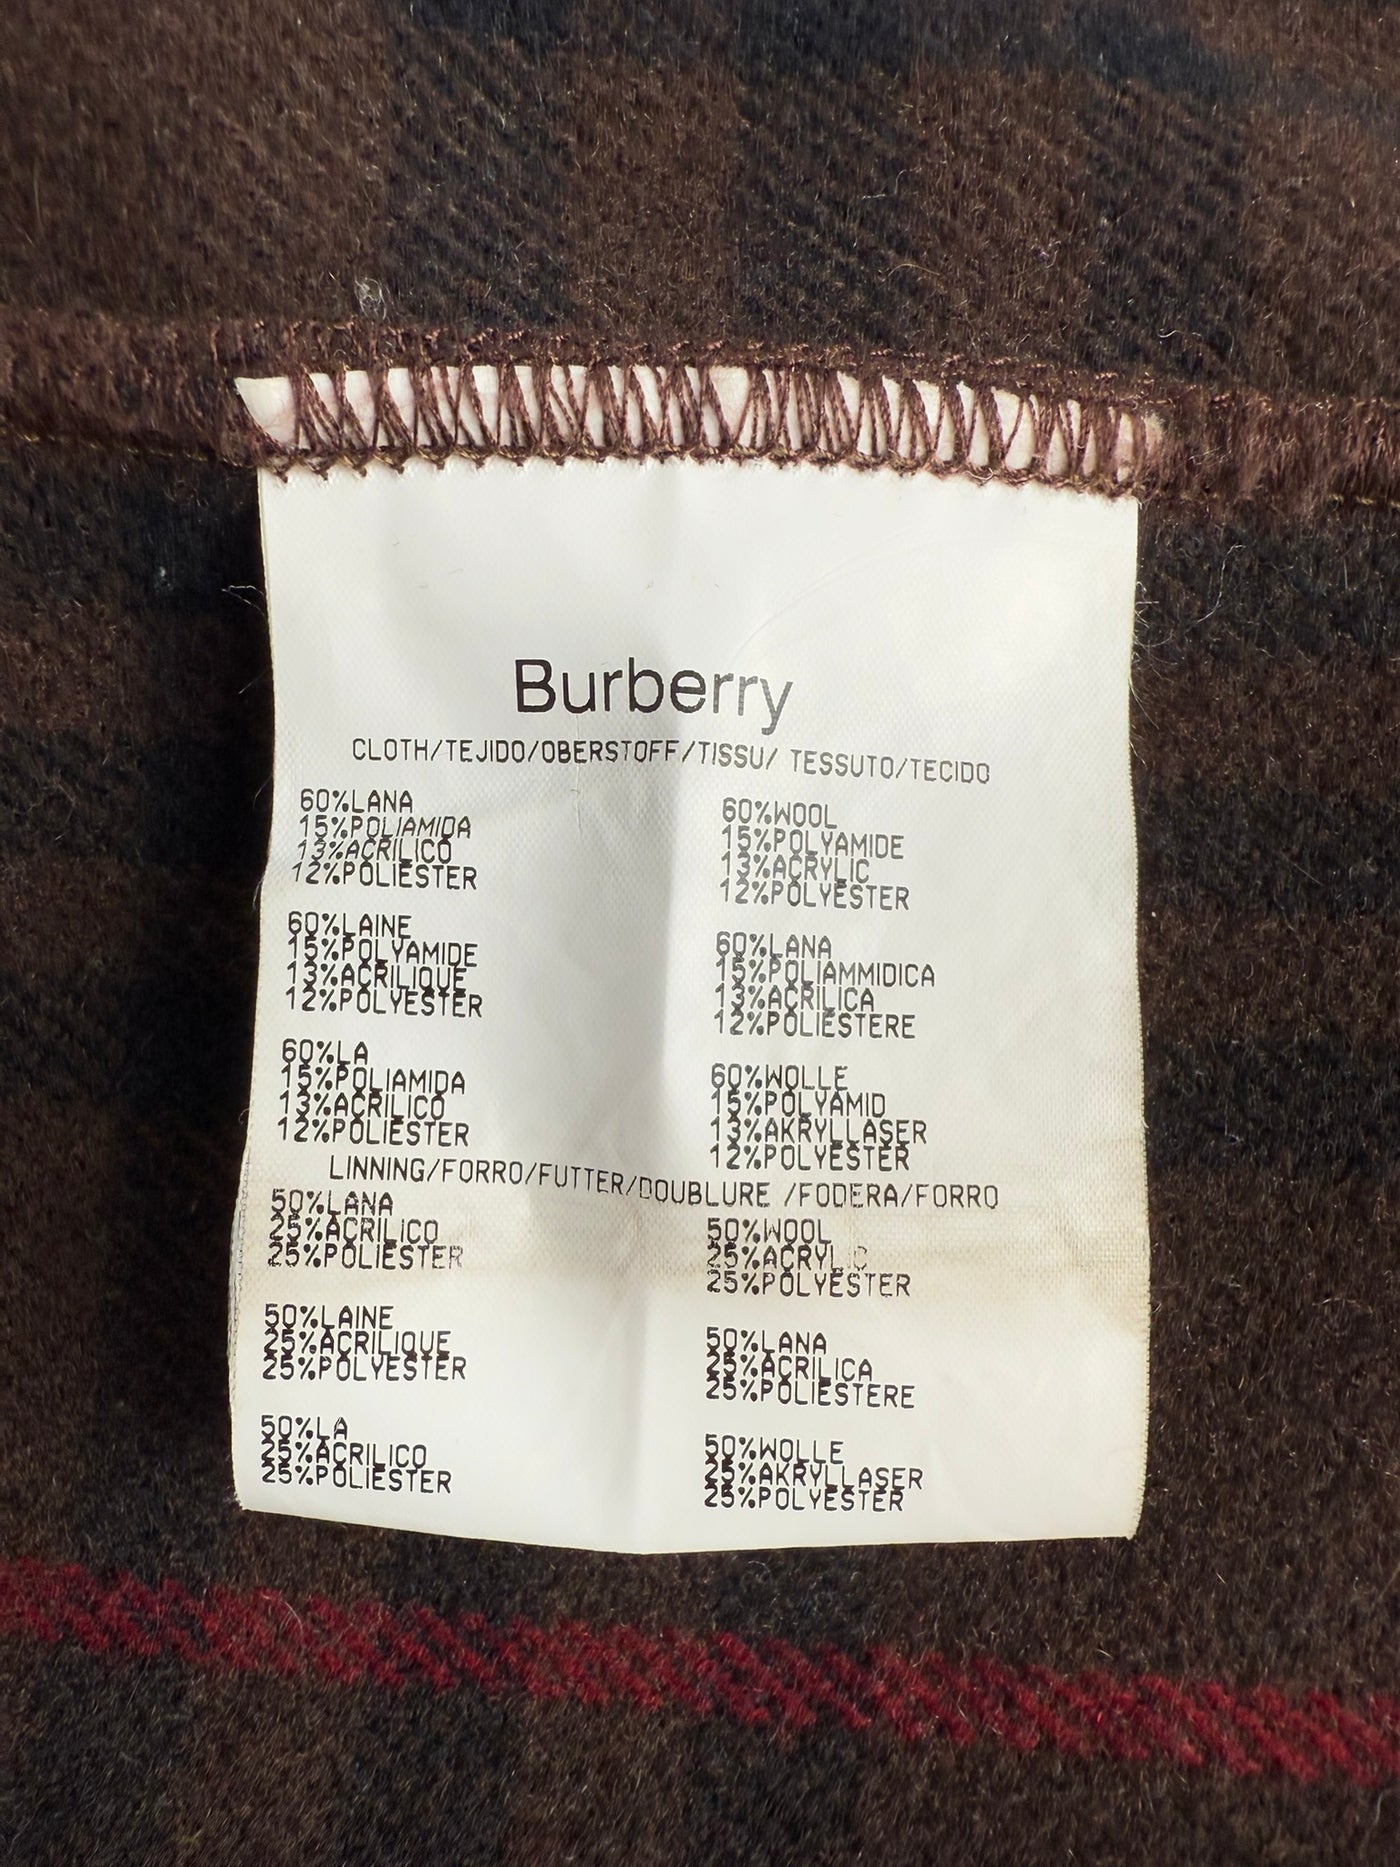 Burberry
CLOTH/TEJIDO/OBERSTOFF/TISSU/ TESSUTO/TECIDO
60%LANA
15%POLIAMIDA
13%ACRILICO
12%POLIESTER
60%LAINE
15%POLYAMIDE
13%ACRILIQUE
12%POLYESTER
60%LA
15%POLIAMIDA
13%ACRILICO
12%POLIESTER
60%WOOL
15%POLYAMIDE
13%ACRYLIC
12%POLYESTER
60%LANA
15%POLIAMMIDICA
13%ACRILICA
12%POLIESTERE
60%WOLLE
15%POLYAMID
13%AKRYLLASER
12%POLYESTER
LINNING/FORRO/FUTTER/DOUBLURE /FODERA/FORRO
50%LANA
25%ACRILICO
25%POLIESTER
50%LAINE
25%ACRILIQUE
25%POLYESTER
50%LA
25%ACRILICO
25%POLIESTER
50%WOOL
25%ACRYLIC
25%POLYESTER
50%LANA
25%ACRILICA
25%POLIESTERE
50%WOLLE
25%AKRYLLASER
25%POLYESTER